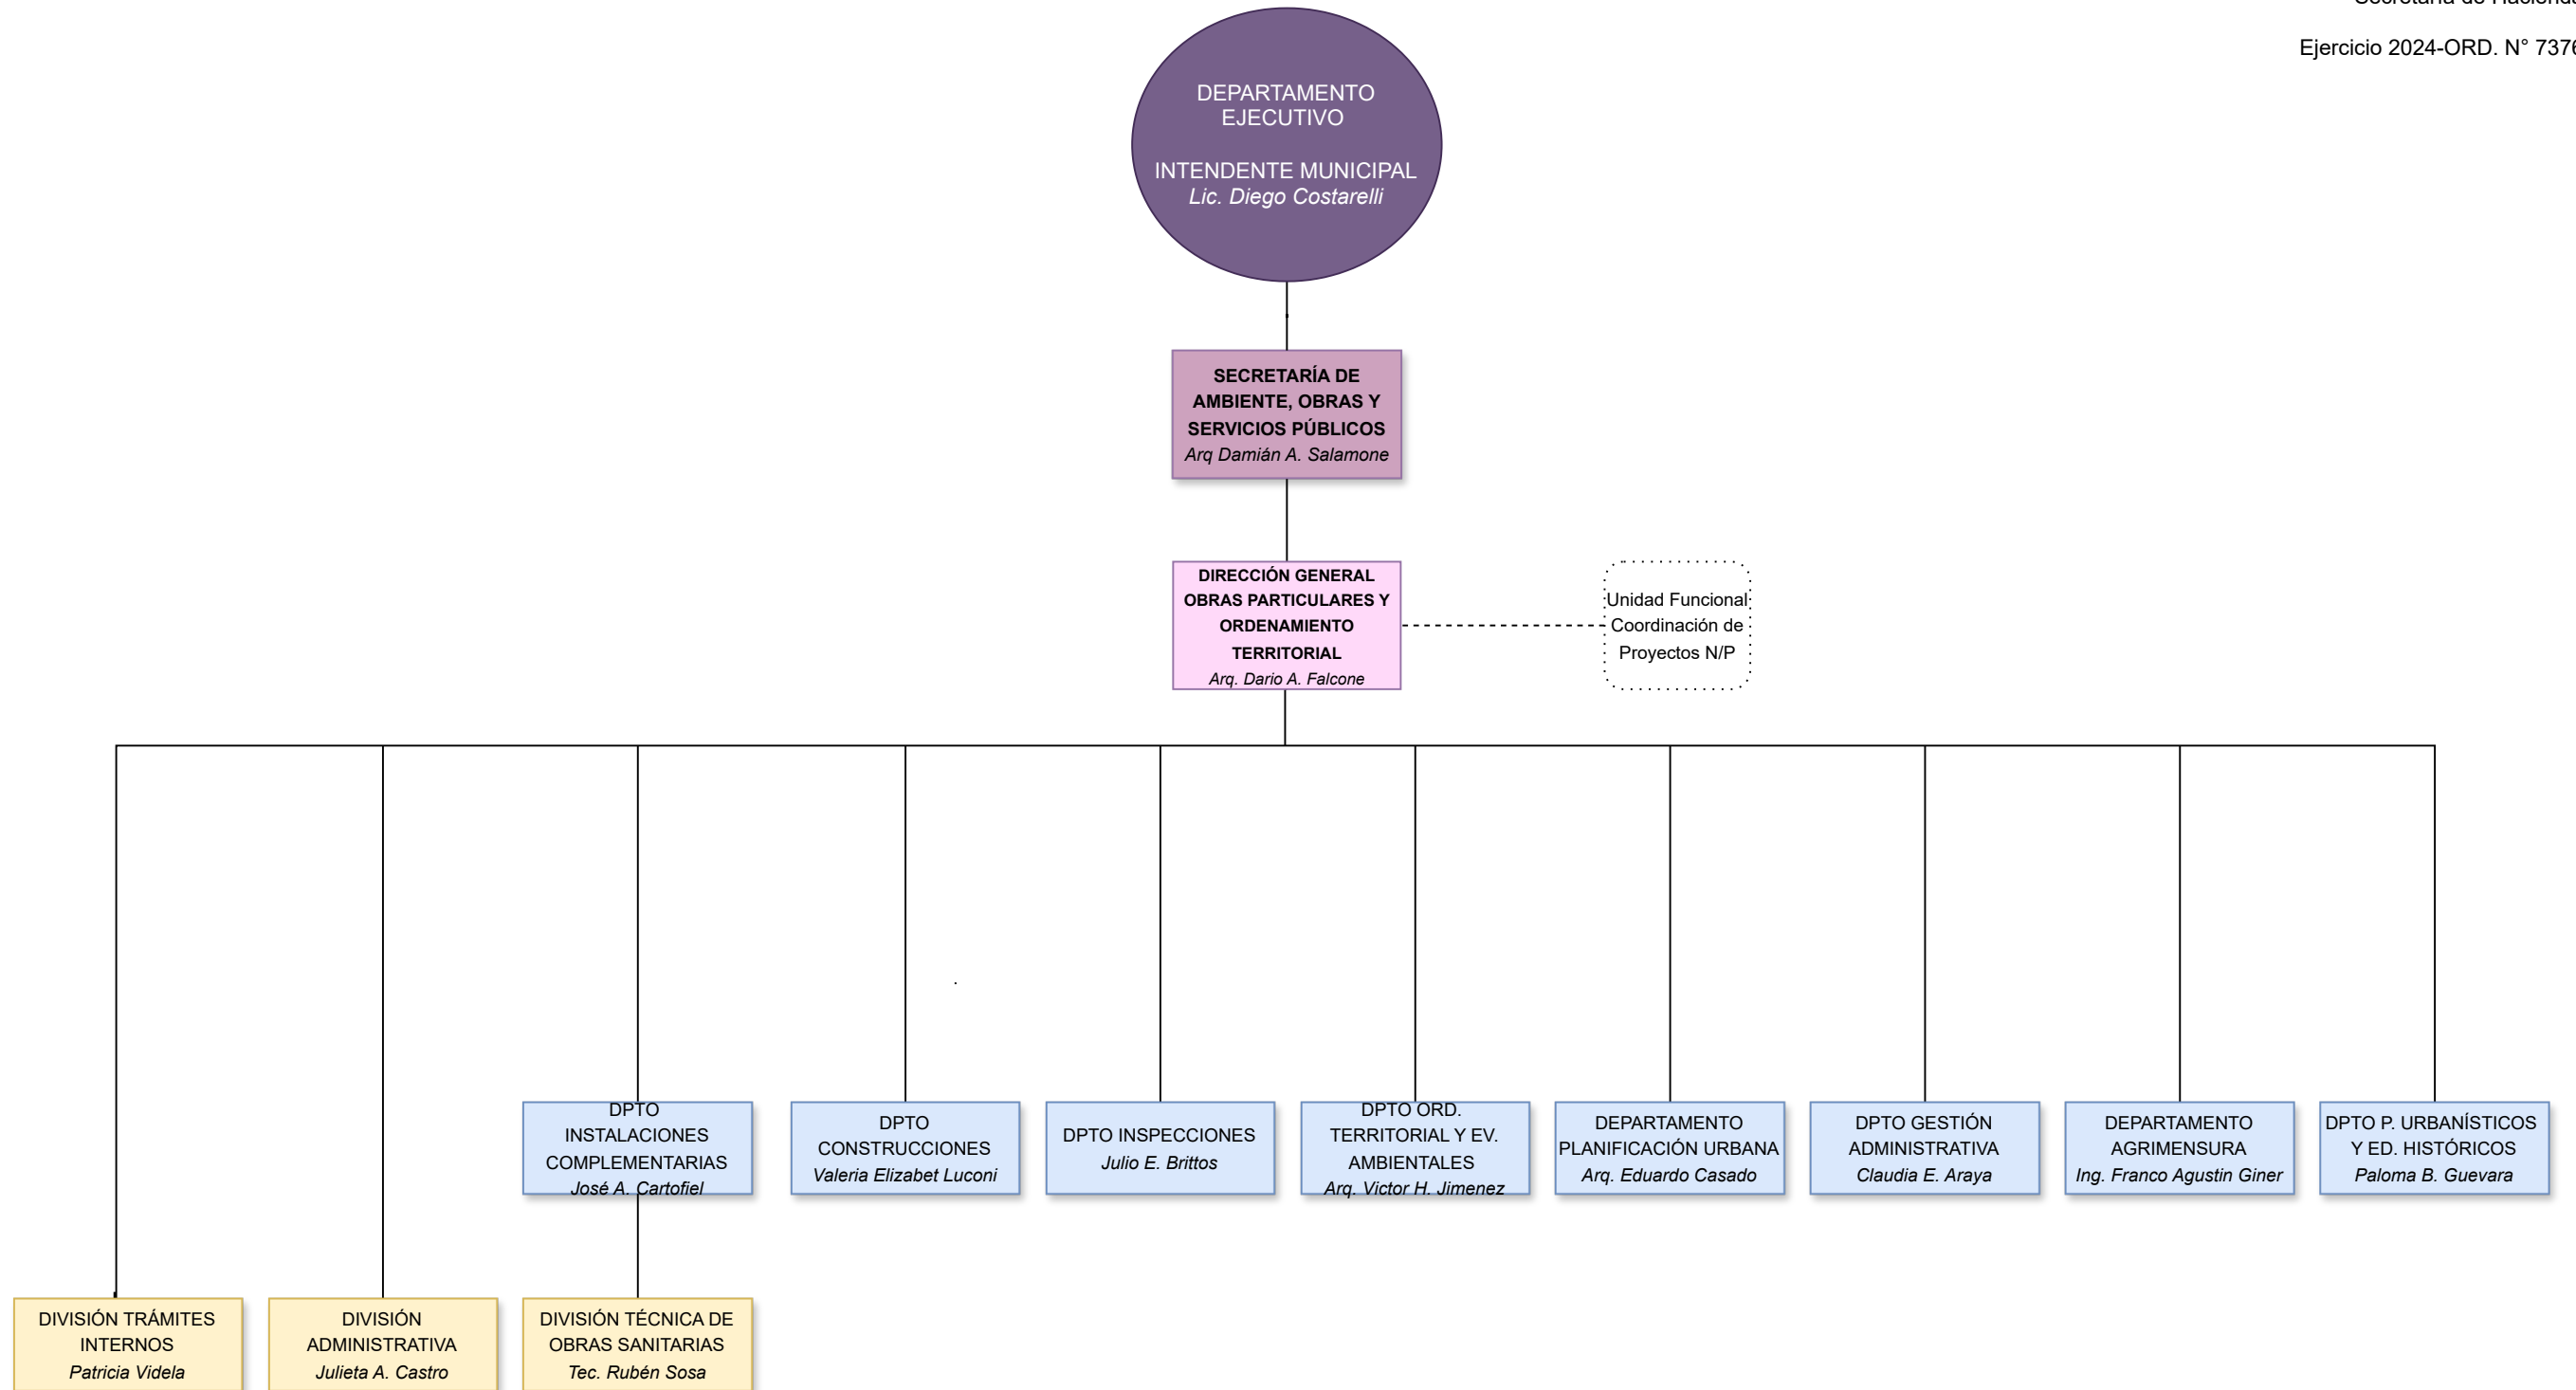 Secretaría de Hacienda
Ejercicio 2024-ORD. N° 7376
DEPARTAMENTO
EJECUTIVO
INTENDENTE MUNICIPAL
Lic. Diego Costarelli
SECRETARÍA DE
AMBIENTE, OBRAS Y
SERVICIOS PÚBLICOS
Arq Damián A. Salamone
DIRECCIÓN GENERAL
OBRAS PARTICULARES Y
ORDENAMIENTO
TERRITORIAL
Arq. Dario A. Falcone
Unidad Funcional
Coordinación de
Proyectos N/P
DPTO
INSTALACIONES
COMPLEMENTARIAS
José A. Cartofiel
DPTO
CONSTRUCCIONES
Valeria Elizabet Luconi
DPTO INSPECCIONES
Julio E. Brittos
DPTO ORD.
TERRITORIAL Y EV.
AMBIENTALES
Arq. Victor H. Jimenez
DEPARTAMENTO
PLANIFICACIÓN URBANA
Arq. Eduardo Casado
DPTO GESTIÓN
ADMINISTRATIVA
Claudia E. Araya
DEPARTAMENTO
AGRIMENSURA
Ing. Franco Agustin Giner
DPTO P. URBANÍSTICOS
Y ED. HISTÓRICOS
Paloma B. Guevara
DIVISIÓN TRÁMITES
INTERNOS
Patricia Videla
DIVISIÓN
ADMINISTRATIVA
Julieta A. Castro
DIVISIÓN TÉCNICA DE
OBRAS SANITARIAS
Tec. Rubén Sosa